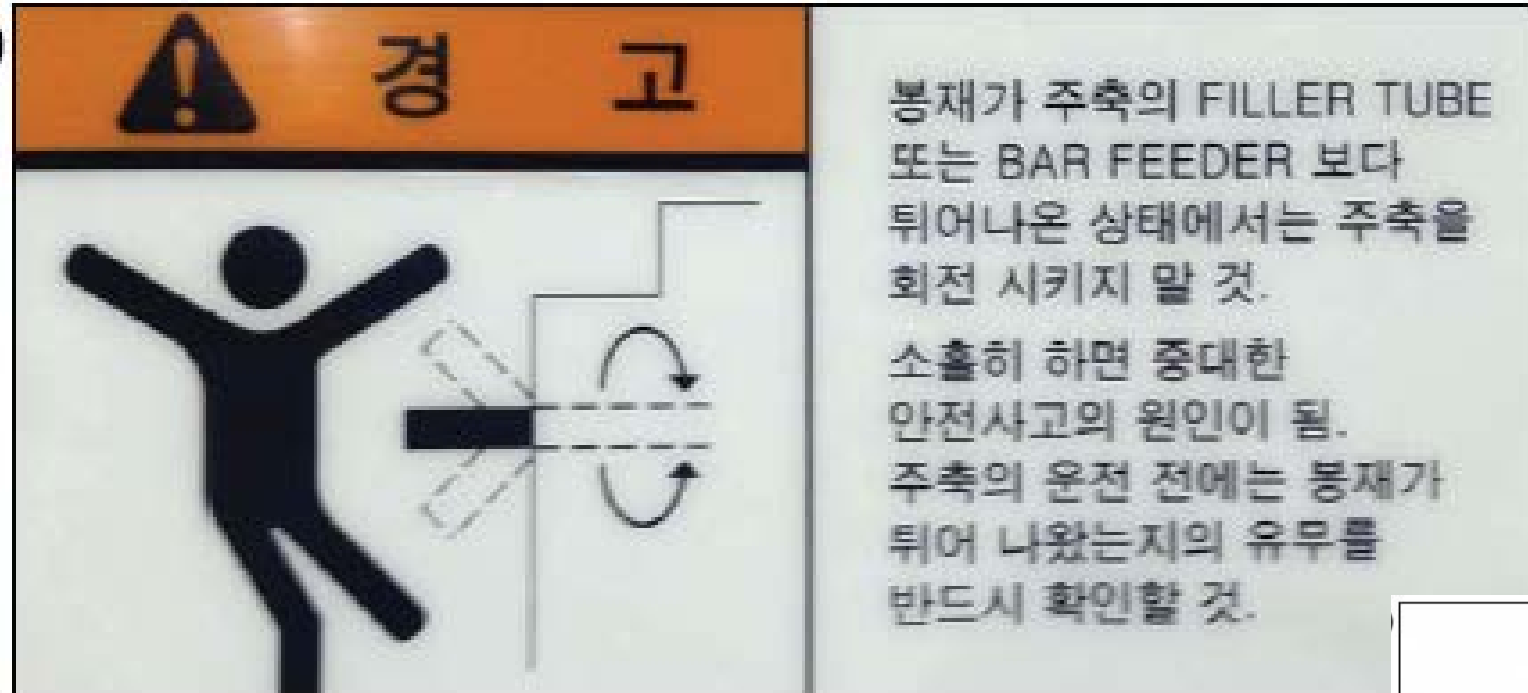 경 고
봉재가 주축의 FILLER TUBE
또는 BAR FEEDER 보다
튀어나온 상태에서는 주축을
회전 시키지 말 것.
소홀히 하면 중대한
안전사고의 원인이 됨.
주축의 운전 전에는 봉재가
튀어 나왔는지의 유무를
반드시 확인할 것.